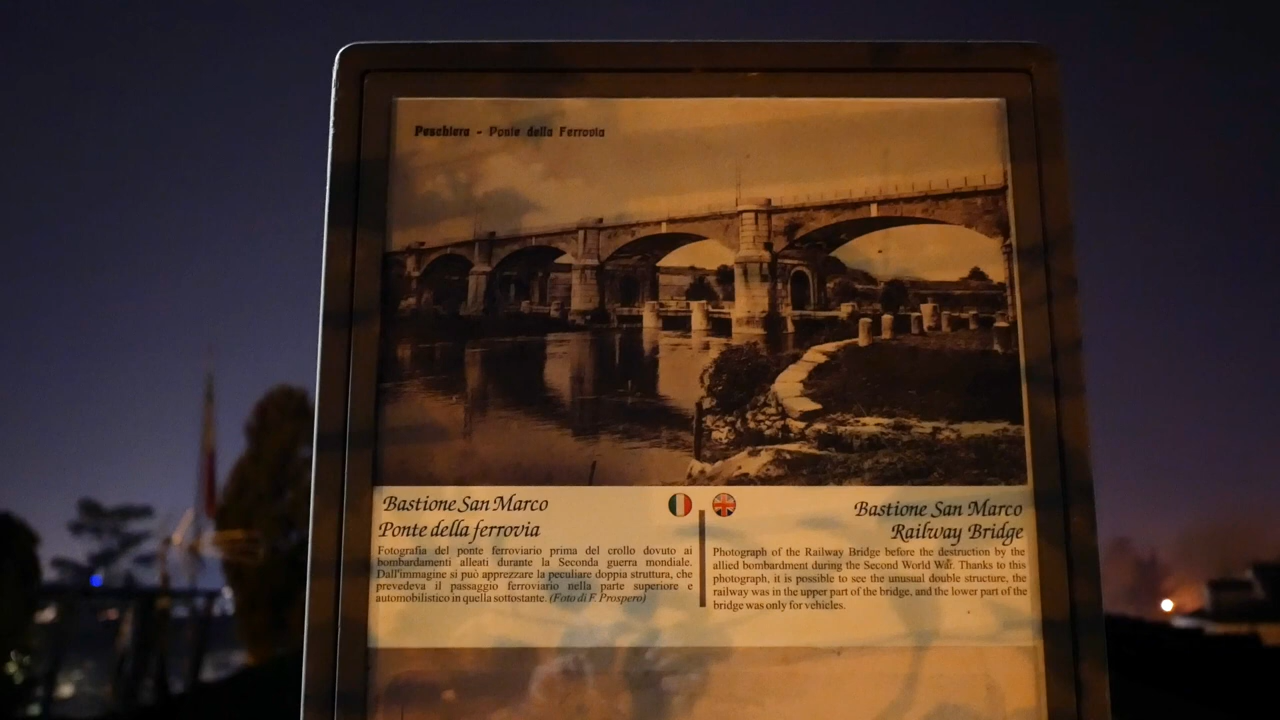 Peschiera - Ponte della Ferrovia
Bastione San Marco
Ponte della ferrovia
Fotografia del ponte ferroviario prima del crollo dovuto ai
bombardamenti alleati durante la Seconda guerra mondiale.
Dall'immagine si può apprezzare la peculiare doppia struttura, che
prevedeva il passaggio ferroviario nella parte superiore e
automobilistico in quella sottostante. (Foto di F. Prospero)
Bastione San Marco
Railway Bridge
Photograph of the Railway Bridge before the destruction by the
allied bombardment during the Second World War. Thanks to this
photograph, it is possible to see the unusual double structure, the
railway was in the upper part of the bridge, and the lower part of the
bridge was only for vehicles.